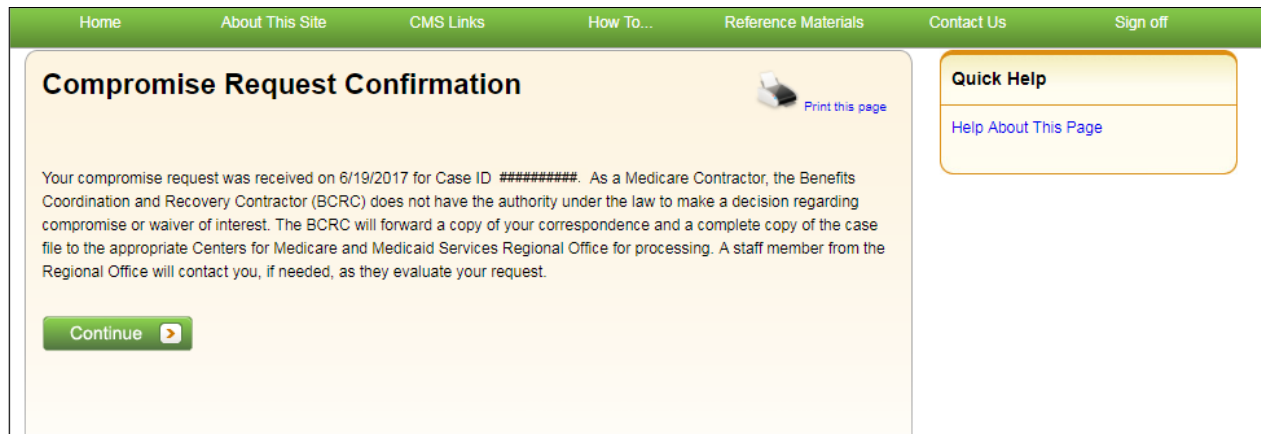 Home About This Site CMS Links How To... Reference Materials Contact Us Sign off
Compromise Request Confirmation
Print this page
Quick Help
Help About This Page
Your compromise request was received on 6/19/2017 for Case ID ##########. As a Medicare Contractor, the Benefits
Coordination and Recovery Contractor (BCRC) does not have the authority under the law to make a decision regarding
compromise or waiver of interest. The BCRC will forward a copy of your correspondence and a complete copy of the case
file to the appropriate Centers for Medicare and Medicaid Services Regional Office for processing. A staff member from the
Regional Office will contact you, if needed, as they evaluate your request.
Continue